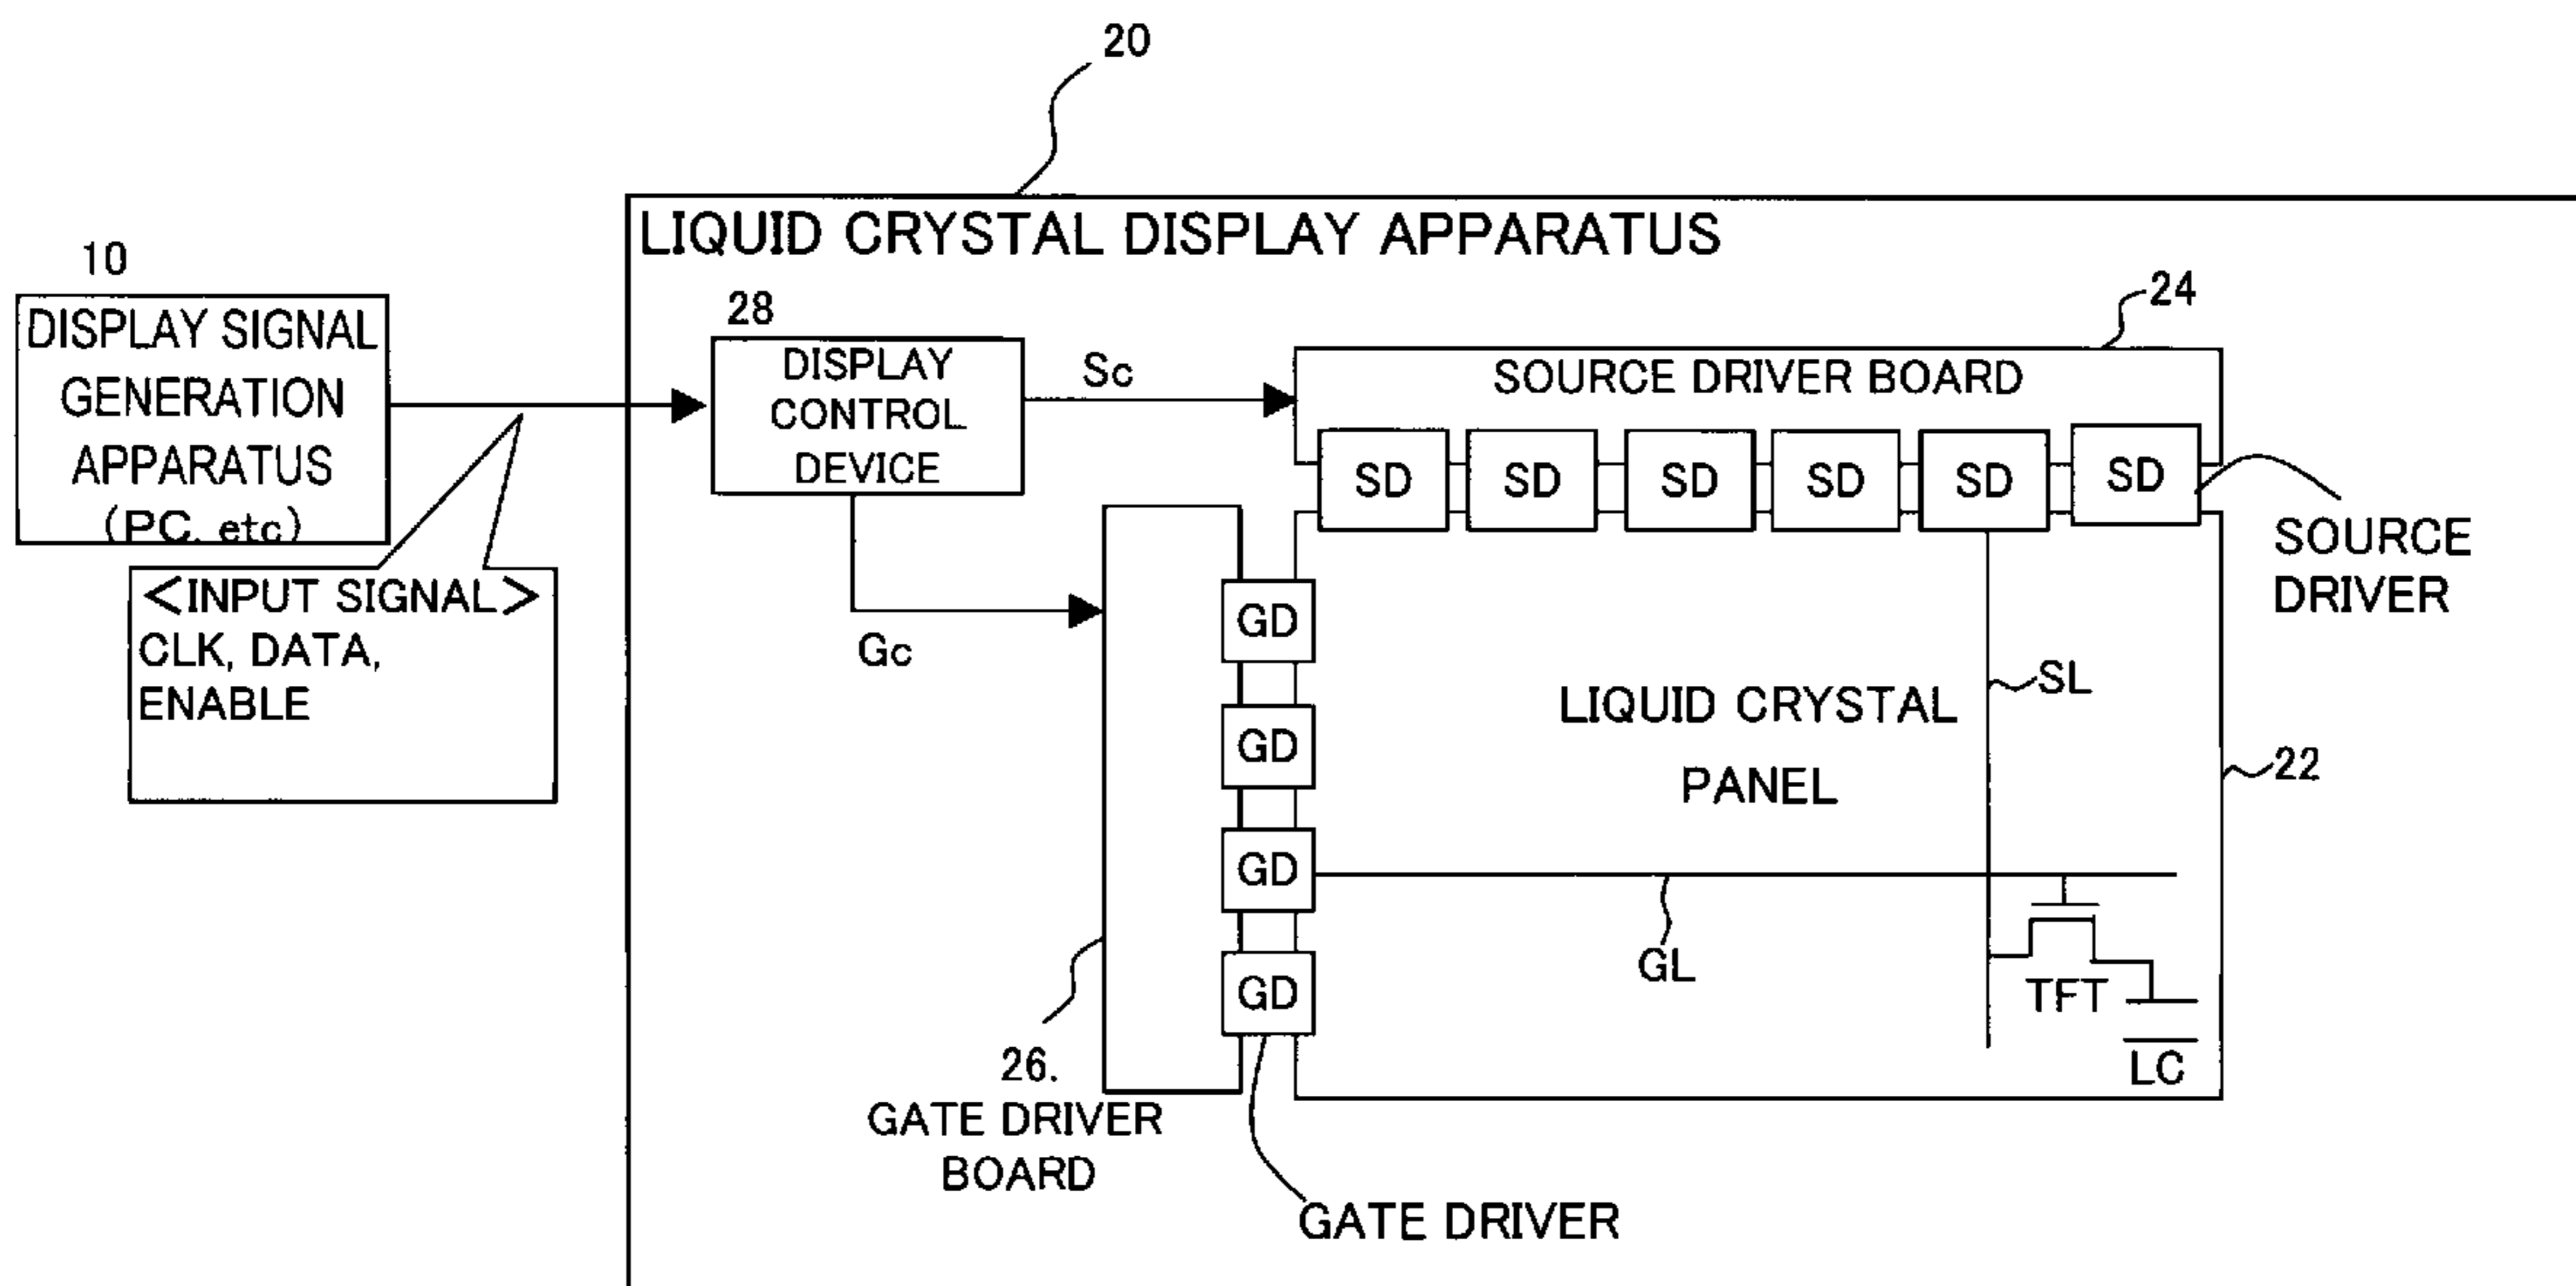 20
LIQUID CRYSTAL DISPLAY APPARATUS
10
DISPLAY SIGNAL
GENERATION
APPARATUS
(PC, etc)
<INPUT SIGNAL>
CLK, DATA,
ENABLE
28
DISPLAY
CONTROL
DEVICE
Sc
Gc
24
SOURCE DRIVER BOARD
SD SD SD SD SD SD
SOURCE
DRIVER
GD
GD
GD
GD
LIQUID CRYSTAL
PANEL
SL
22
GL
TFT
LC
26.
GATE DRIVER
BOARD
GATE DRIVER